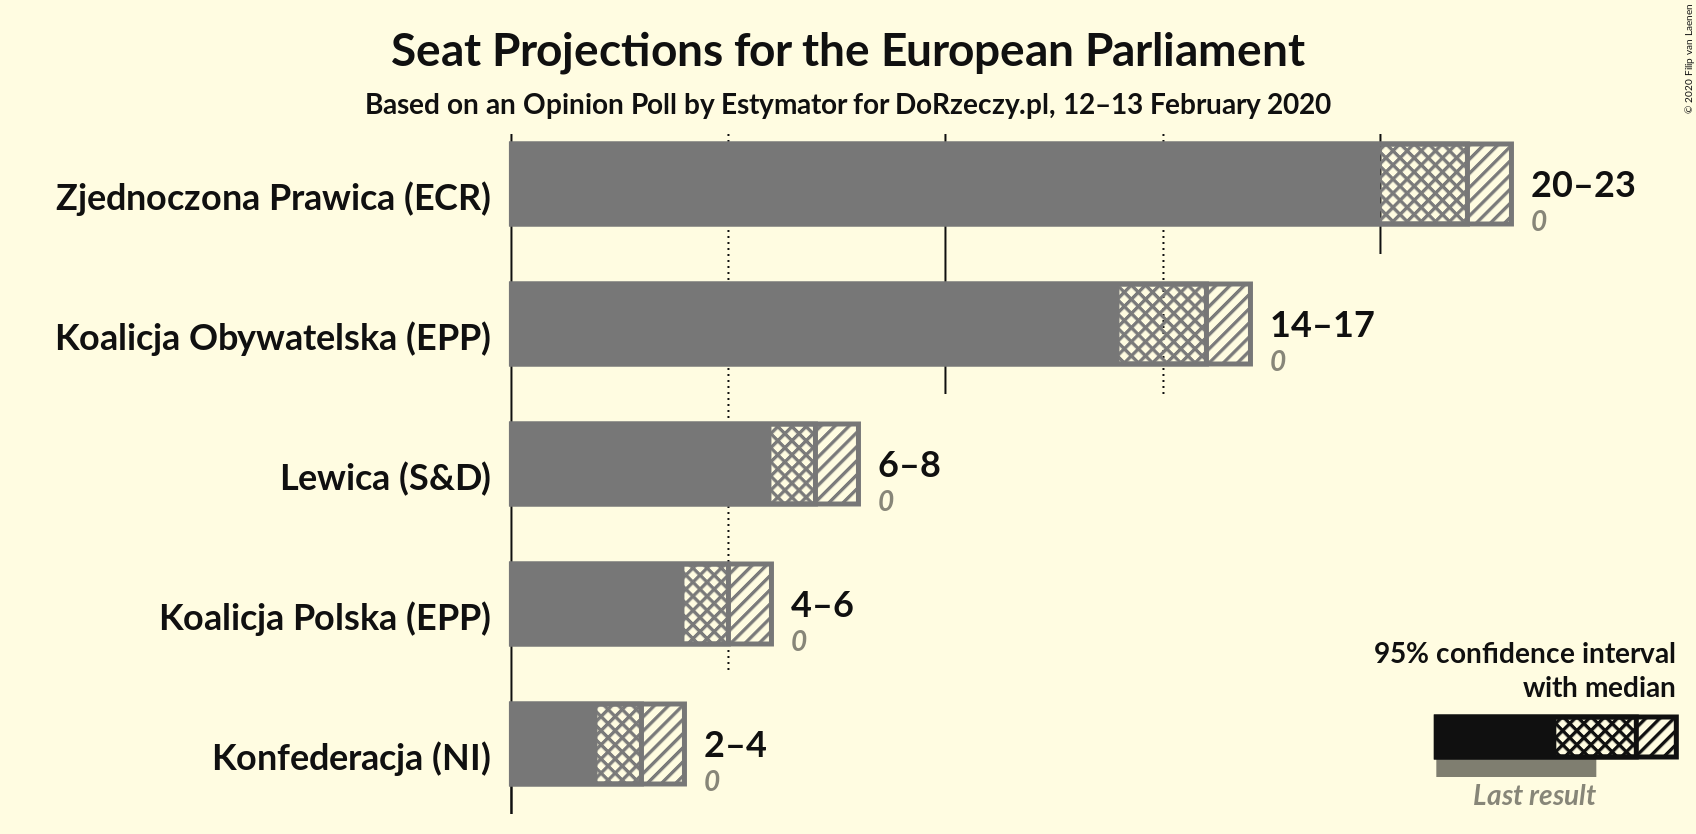 Seat Projections for the European Parliament
Based on an Opinion Poll by Estymator for DoRzeczy.pl, 12–13 February 2020
© 2020 Filip van Laenen
Zjednoczona Prawica (ECR)
20–23
0
Koalicja Obywatelska (EPP)
14–17
0
Lewica (S&D)
6–8
0
Koalicja Polska (EPP)
4–6
0
Konfederacja (NI)
2–4
0
95% confidence interval
with median
Last result